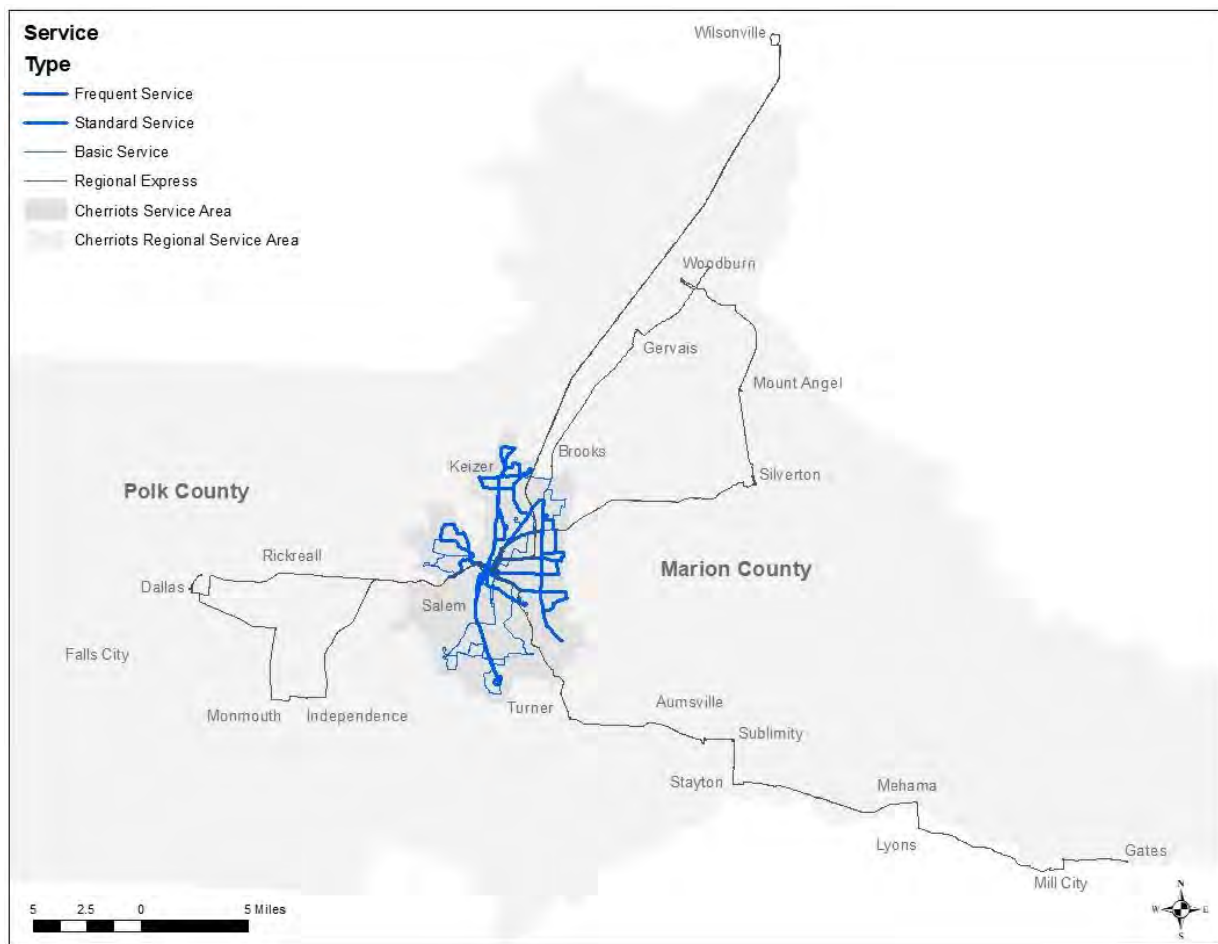 Service
Type
Frequent Service
Standard Service
Basic Service
Regional Express
Cherriots Service Area
Cherriots Regional Service Area
Wilsonville
Woodburn
Gervais
Mount Angel
Brooks
Keizer
Silverton
Polk County
Rickreall
Marion County
Dallas
Salem
Falls City
Monmouth
Independence
Turner
Aumsville
Sublimity
Stayton
Mehama
Lyons
Gates
Mill City
5 2.5 0 5 Miles
N
W E
S